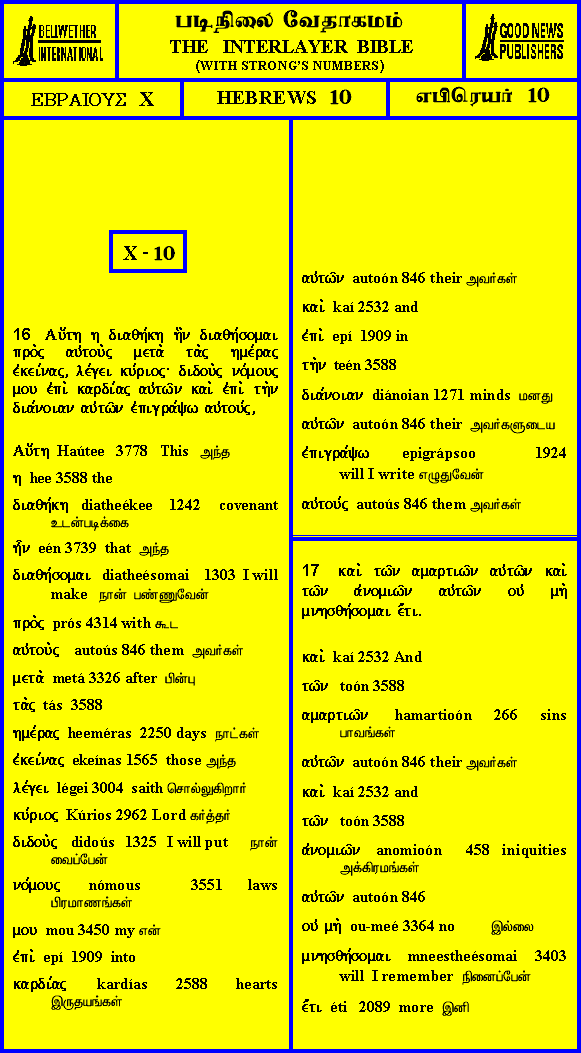 BELLWETHER
INTERNATIONAL
படிநிலை வேதாகமம்
THE INTERLAYER BIBLE
(WITH STRONG'S NUMBERS)
GOOD NEWS
PUBLISHERS
ΕΒΡΑΙΟΥΣ X
HEBREWS 10
எபிரெயர் 10
X - 10
16 Αὕτη η διαθήκη ἣν διαθήσομαι
πρὸς αὐτοὺς μετὰ τὰς ημέρας
ἐκείνας, λέγει κύριος· διδοὺς νόμους
μου ἐπὶ καρδίας αὐτῶν καὶ ἐπὶ τὴν
διάνοιαν αὐτῶν ἐπιγράψω αὐτούς,
Αὕτη Haútee 3778 This அந்த
η hee 3588 the
διαθήκη diatheékee 1242 covenant
உடன்படிக்கை
ἣν eén 3739 that அந்த
διαθήσομαι diatheésomai 1303 I will
make நான் பண்ணுவேன்
πρὸς prós 4314 with கூட
αὐτοὺς autoús 846 them அவர்கள்
μετὰ metá 3326 after பின்பு
τὰς tás 3588
ημέρας heeméras 2250 days நாட்கள்
ἐκείνας ekeínas 1565 those அந்த
λέγει légei 3004 saith சொல்லுகிறார்
κύριος Kúrios 2962 Lord கர்த்தர்
διδοὺς didoús 1325 I will put நான்
வைப்பேன்
νόμους nómous 3551 laws
பிரமாணங்கள்
μου mou 3450 my என்
ἐπὶ epí 1909 into
καρδίας kardías 2588 hearts
இருதயங்கள்
αὐτῶν autoón 846 their அவர்கள்
καὶ kaí 2532 and
ἐπὶ epí 1909 in
τὴν teén 3588
διάνοιαν diánoian 1271 minds மனது
αὐτῶν autoón 846 their அவர்களுடைய
ἐπιγράψω epigrápsoo 1924
will I write எழுதுவேன்
αὐτούς autoús 846 them அவர்கள்
17 καὶ τῶν αμαρτιῶν αὐτῶν καὶ
τῶν ἀνομιῶν αὐτῶν οὐ μὴ
μνησθήσομαι ἔτι.
καὶ kaí 2532 And
τῶν toón 3588
αμαρτιῶν hamartioón 266 sins
பாவங்கள்
αὐτῶν autoón 846 their அவர்கள்
καὶ kaí 2532 and
τῶν toón 3588
ἀνομιῶν anomioón 458 iniquities
அக்கிரமங்கள்
αὐτῶν autoón 846
οὐ μὴ ou-meé 3364 no இல்லை
μνησθήσομαι mneestheésomai 3403
will I remember நினைப்பேன்
ἔτι éti 2089 more இனி